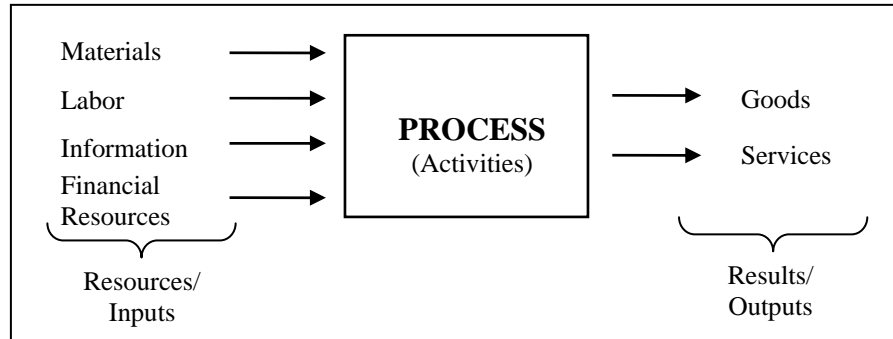 Materials
Labor
Information
Financial
Resources
Resources/
Inputs
PROCESS
(Activities)
Goods
Services
Results/
Outputs